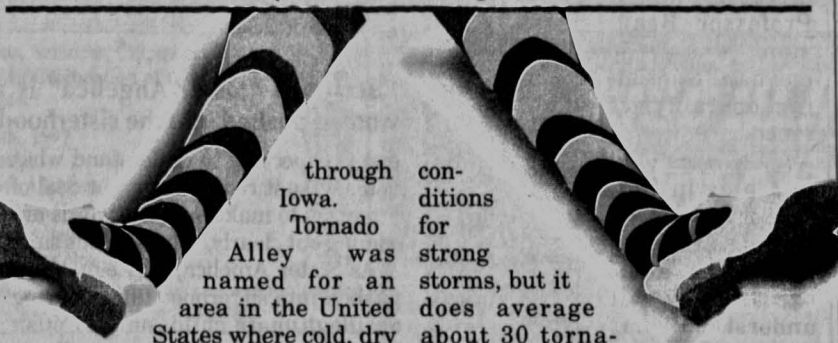 through
Iowa.
Tornado
Alley was
named for an
area in the United
States where cold, dry
con-
ditions
for
strong
storms, but it
does average
about 30 torna-